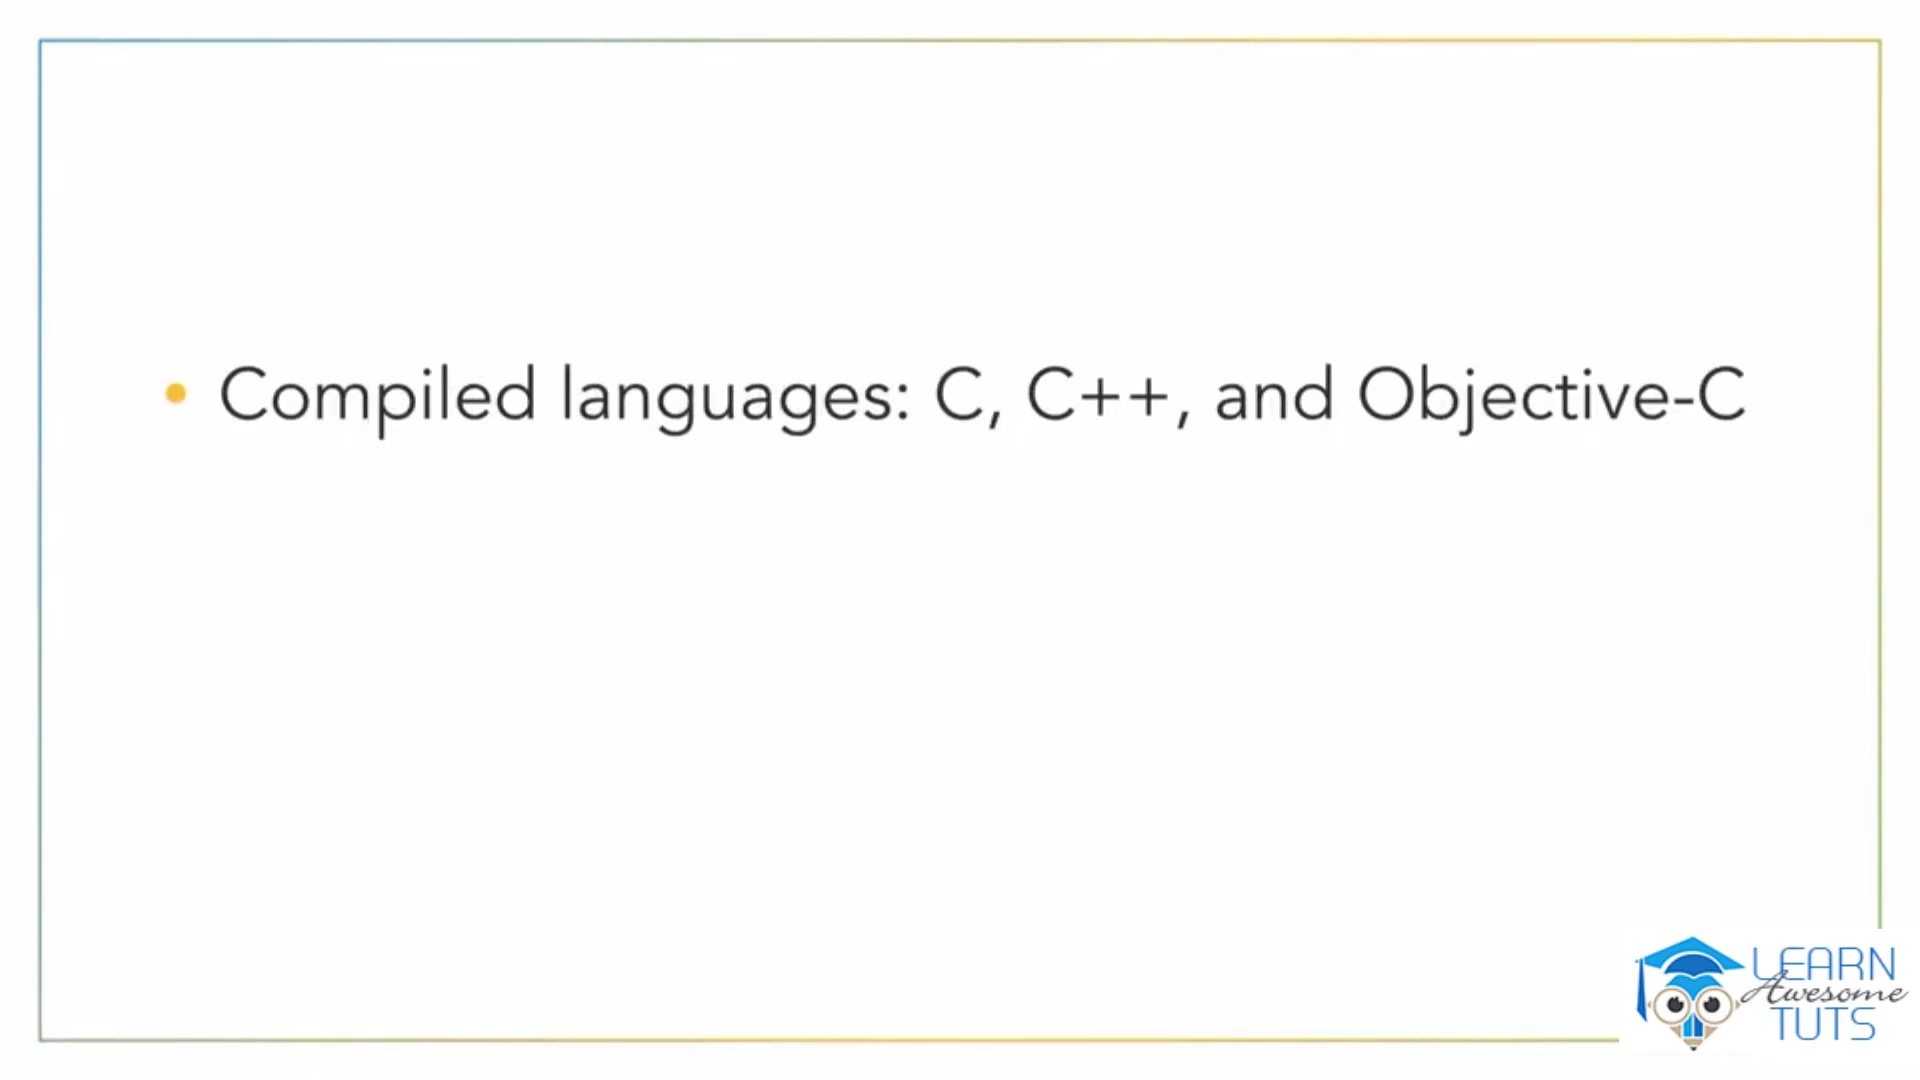 • Compiled languages: C, C++, and Objective-C
LEARN
Awesome
TUTS